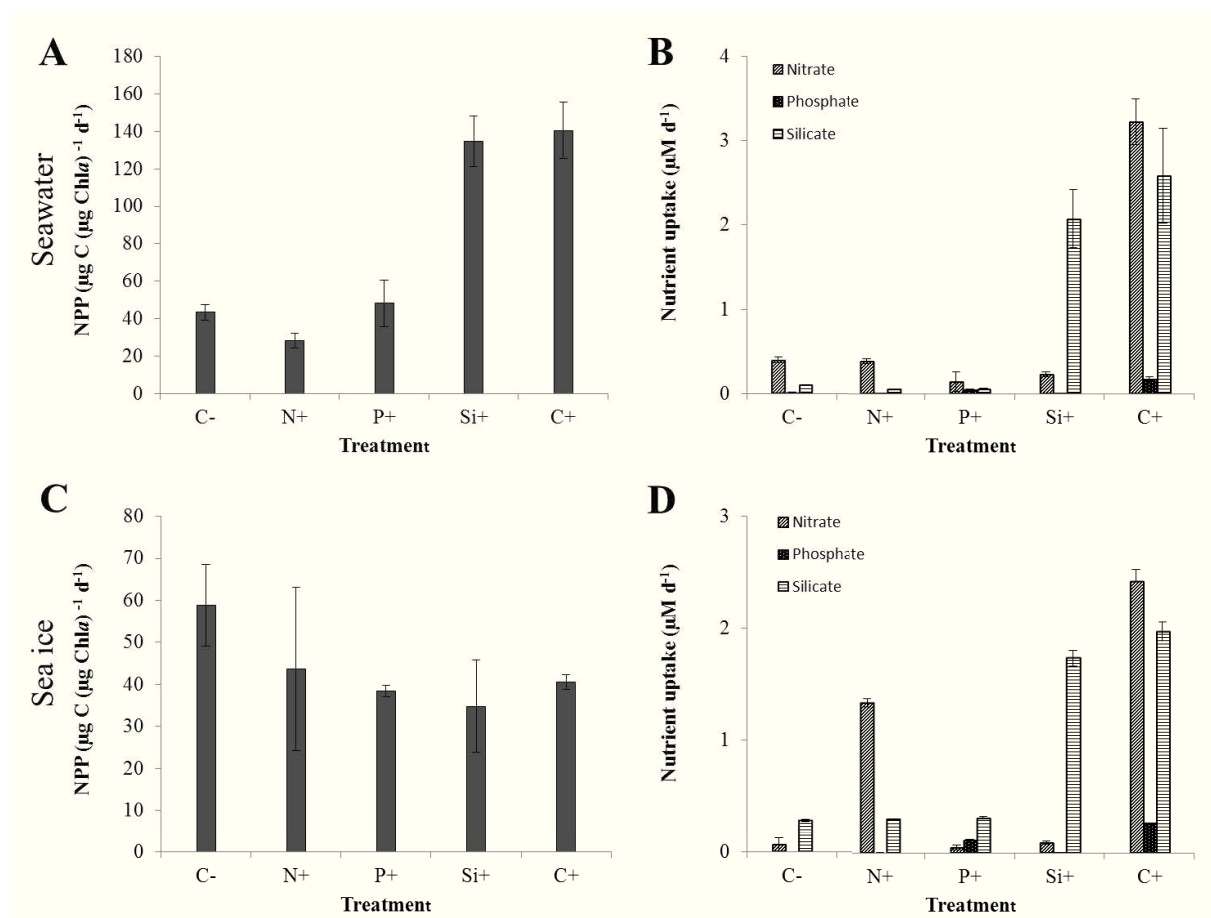 A
B
Seawater
NPP (µg C (µg Chla) -1 d-1)
180
160
140
120
100
80
60
40
20
0
C- N+ P+ Si+ C+
Treatment
Nutrient uptake (µM d-1)
4
3
2
1
0
Nitrate
Phosphate
Silicate
C- N+ P+ Si+ C+
Treatment
C
D
Sea ice
NPP (µg C (µg Chla) -1 d-1)
80
70
60
50
40
30
20
10
0
C- N+ P+ Si+ C+
Treatment
Nutrient uptake (µM d-1)
3
2
1
0
Nitrate
Phosphate
Silicate
C- N+ P+ Si+ C+
Treatment